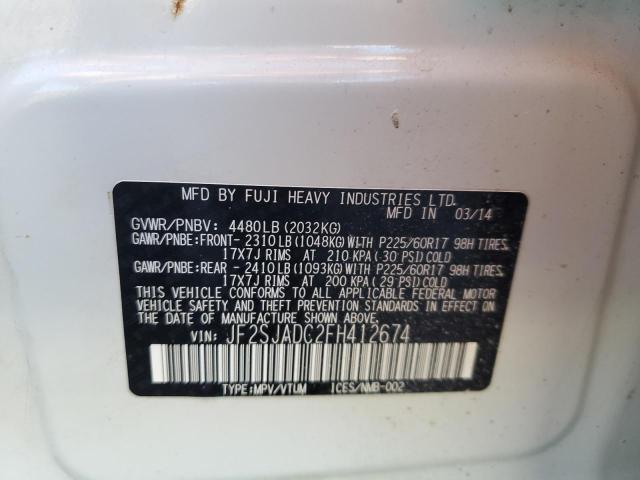 MFD BY FUJI HEAVY INDUSTRIES LTD.
MFD IN 03/14
GVWR/PNBV: 4480LB(2032KG)
GAWR/PNBE:FRONT-2310LB(1048KG)WITH P225/60R17 98H TIRES,
17X7J RIMS AT 210 KPA(30 PSI)COLD
GAWR/PNBE:REAR -2410LB(1093KG)WITH P225/60R17 98H TIRES,
17X7J RIMS AT 200 KPA(29 PSI)COLD
THIS VEHICLE CONFORMS TO ALL APPLICABLE FEDERAL MOTOR
VEHICLE SAFETY AND THEFT PREVENTION STANDARDS IN EFFECT
ON THE DATE OF MANUFACTURE SHOWN ABOVE.
VIN: JF2SJADC2FH412674
TYPE:MPV/VTUM ICES/NMB-002